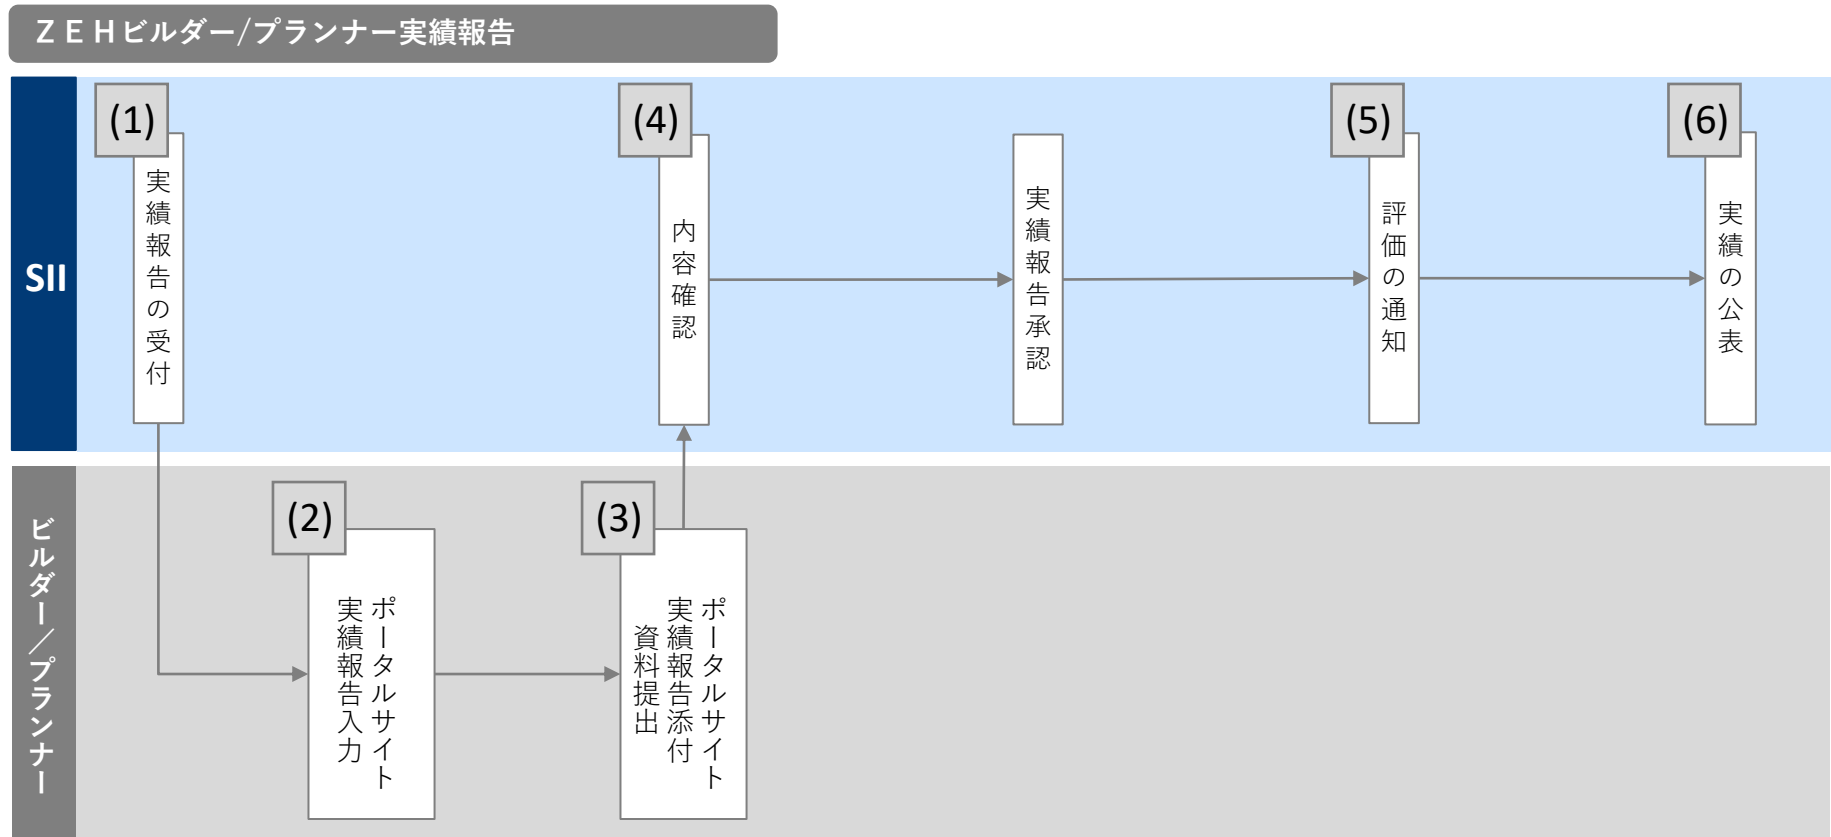 ＺＥＨビルダー/プランナー実績報告
SII
(1)
実績報告の受付
(4)
内容確認
実績報告承認
(5)
評価の通知
(6)
実績の公表
ビルダー／プランナー
(2)
ポータルサイト
実績報告入力
(3)
ポータルサイト
実績報告添付
資料提出